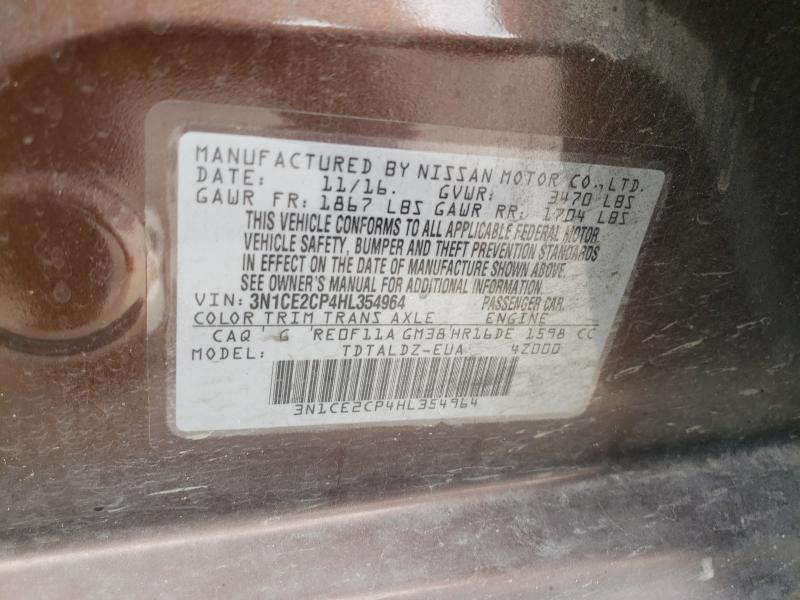 MANUFACTURED BY NISSAN MOTOR CO., LTD.
DATE: 11/16. GVWR: 3470 LBS
GAWR FR: 1867 LBS GAWR RR: 1704 LBS
THIS VEHICLE CONFORMS TO ALL APPLICABLE FEDERAL MOTOR
VEHICLE SAFETY, BUMPER AND THEFT PREVENTION STANDARDS
IN EFFECT ON THE DATE OF MANUFACTURE SHOWN ABOVE.
SEE OWNER'S MANUAL FOR ADDITIONAL INFORMATION.
VIN: 3N1CE2CP4HL354964 PASSENGER CAR.
COLOR TRIM TRANS AXLE ENGINE
CAQ G RE0F11A GM38 HR16DE 1598 CC
MODEL: TDTALDZ-EUA 4Z000
3N1CE2CP4HL354964